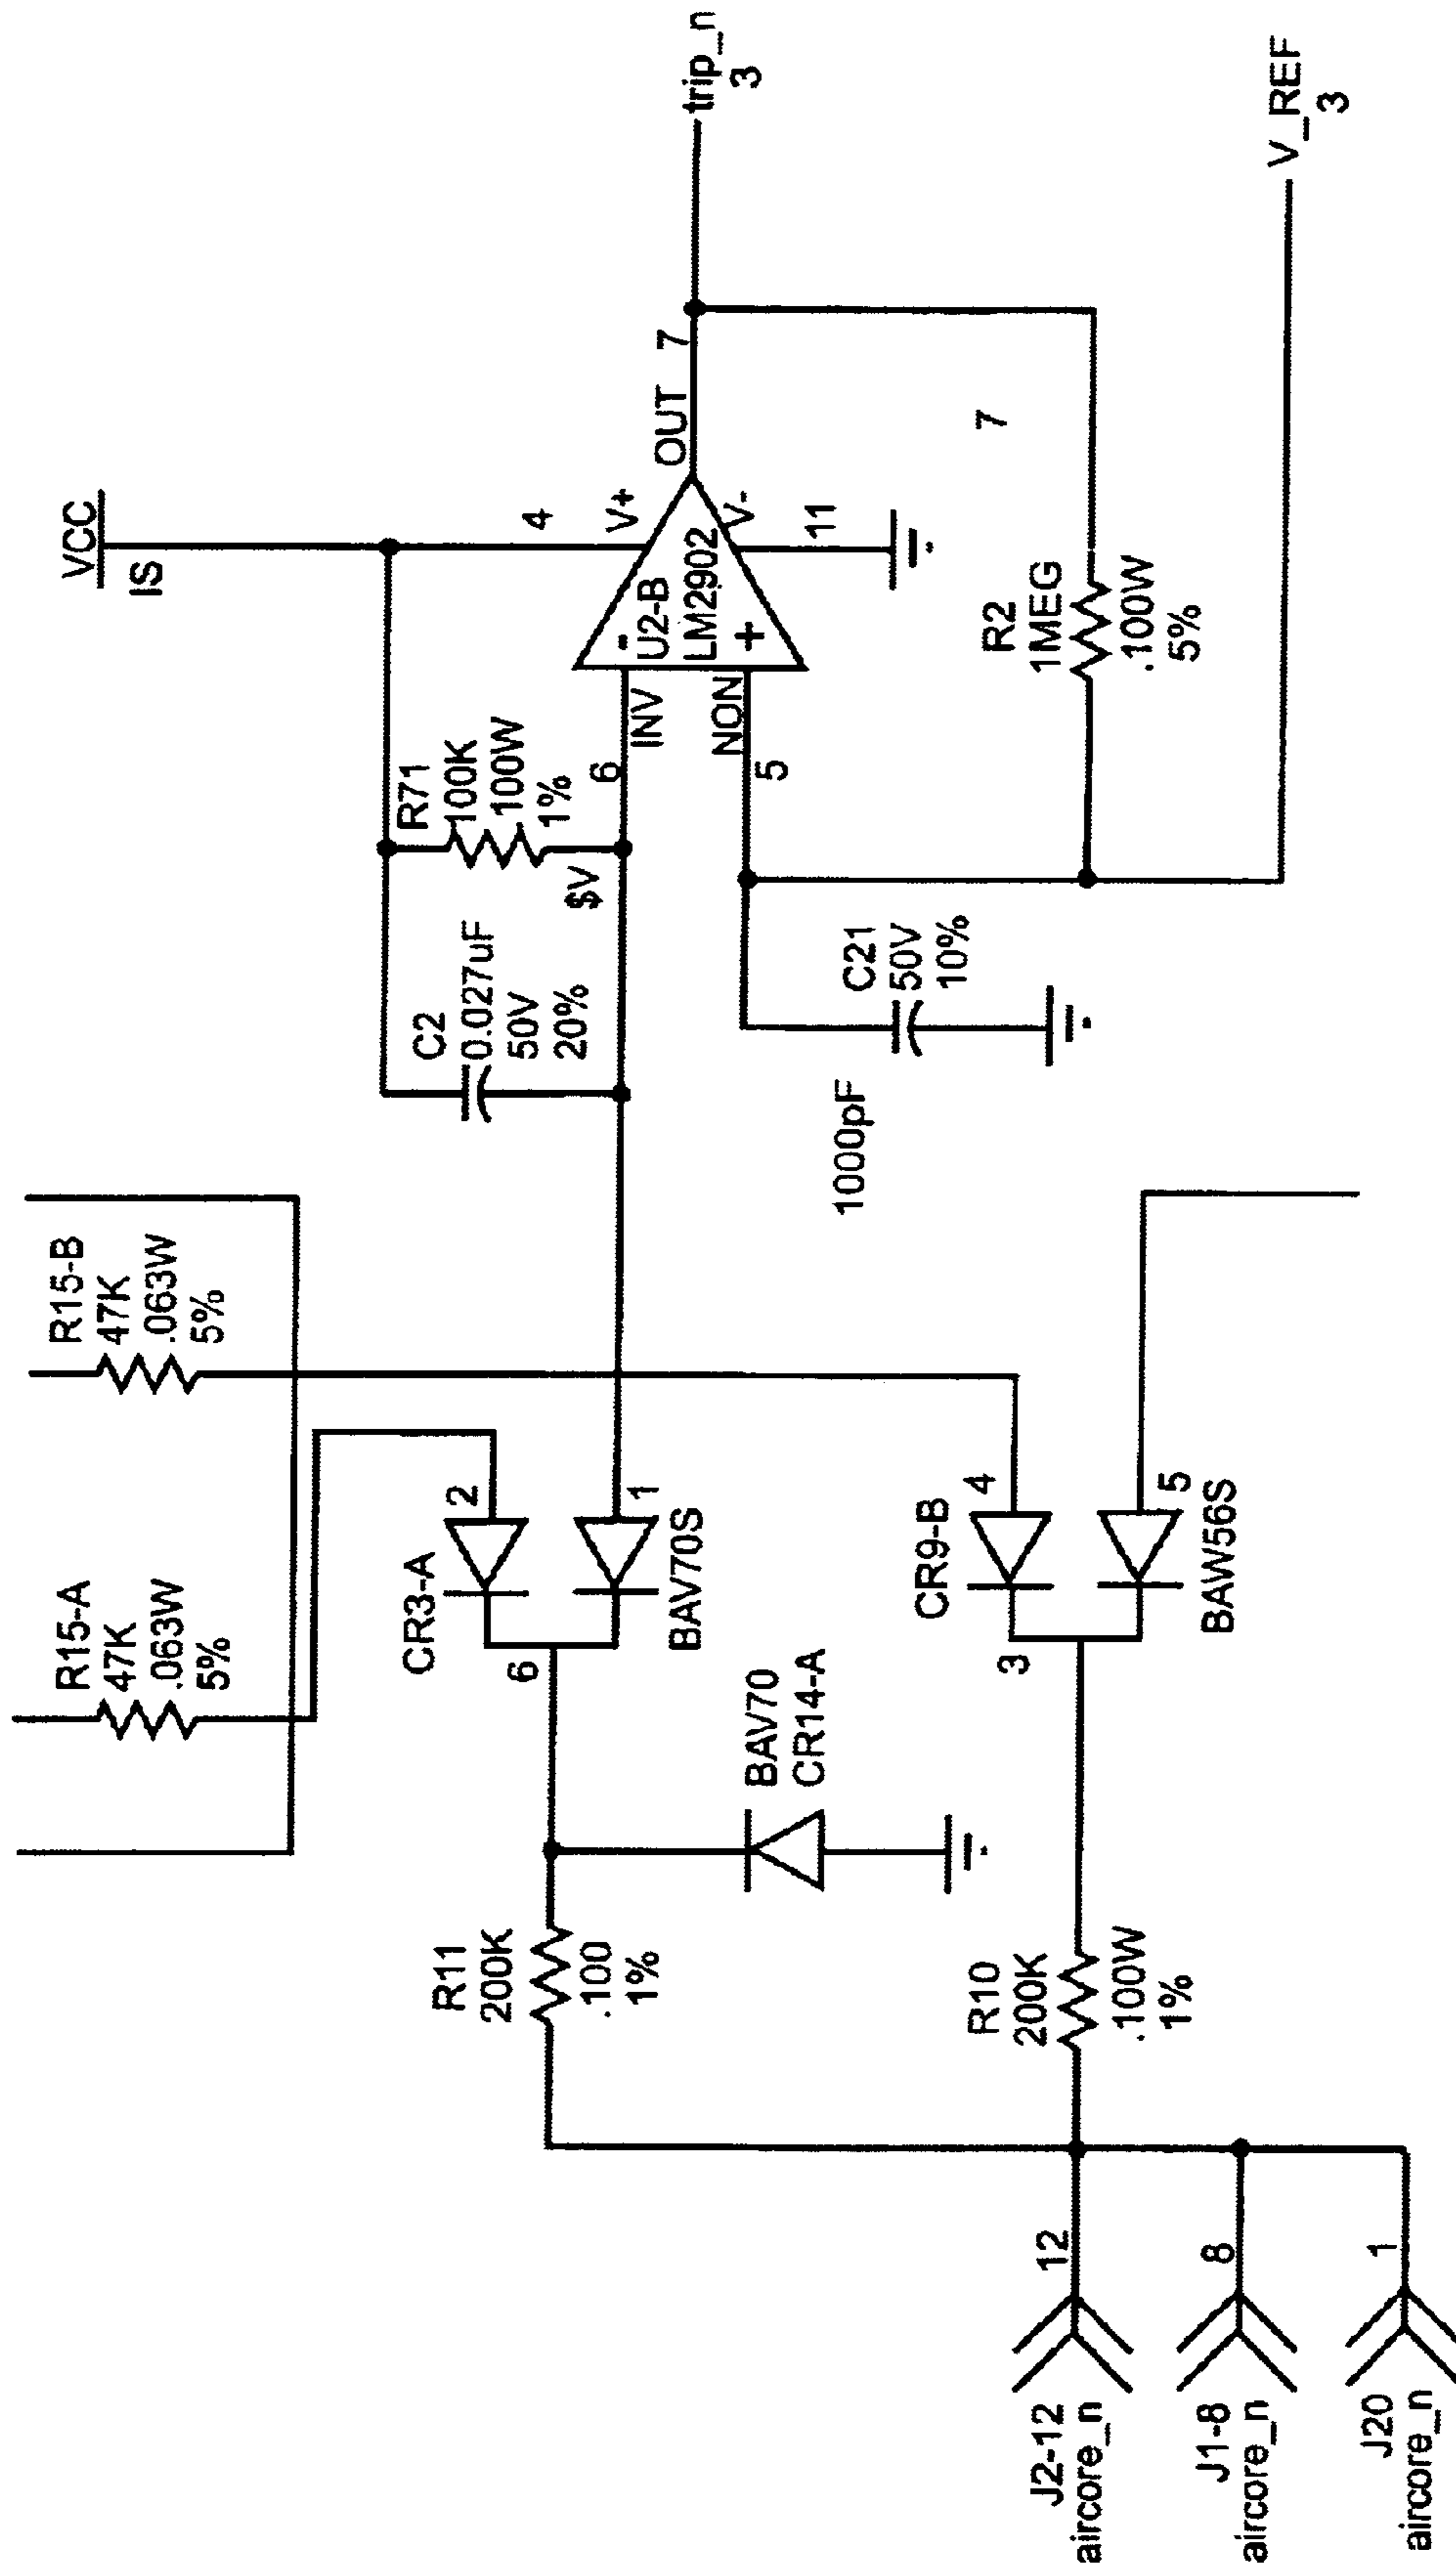 R15-A
47K
.063W
5%
R15-B
47K
.063W
5%
VCC
IS
CR3-A
2
1
6
BAV70S
C2
0.027uF
50V
20%
R71
100K
100W
1%
$V
6
INV
NON
5
-
U2-B
LM2902
+
4
V+
V-
11
OUT
7
trip_n
3
R11
200K
.100
1%
BAV70
CR14-A
1000pF
C21
50V
10%
R2
1MEG
.100W
5%
7
V_REF
3
R10
200K
.100W
1%
CR9-B
4
5
3
BAW56S
J2-12
aircore_n
12
J1-8
aircore_n
8
J20
aircore_n
1